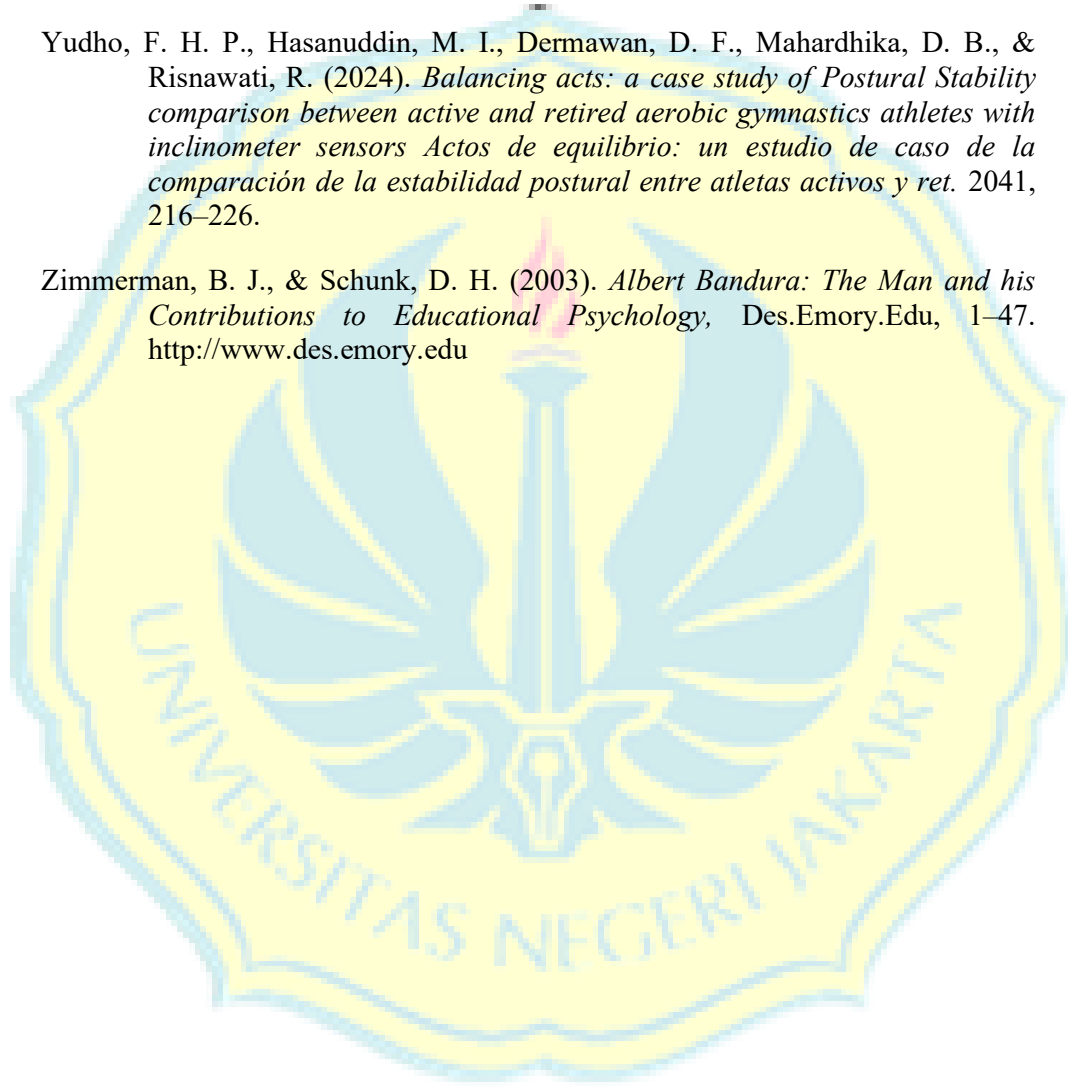 Yudho, F. H. P., Hasanuddin, M. I., Dermawan, D. F., Mahardhika, D. B., &
Risnawati, R. (2024). Balancing acts: a case study of Postural Stability
comparison between active and retired aerobic gymnastics athletes with
inclinometer sensors Actos de equilibrio: un estudio de caso de la
comparación de la estabilidad postural entre atletas activos y ret. 2041,
216–226.
Zimmerman, B. J., & Schunk, D. H. (2003). Albert Bandura: The Man and his
Contributions to Educational Psychology, Des.Emory.Edu, 1–47.
http://www.des.emory.edu
UNIVERSITAS NEGERI JAKARTA